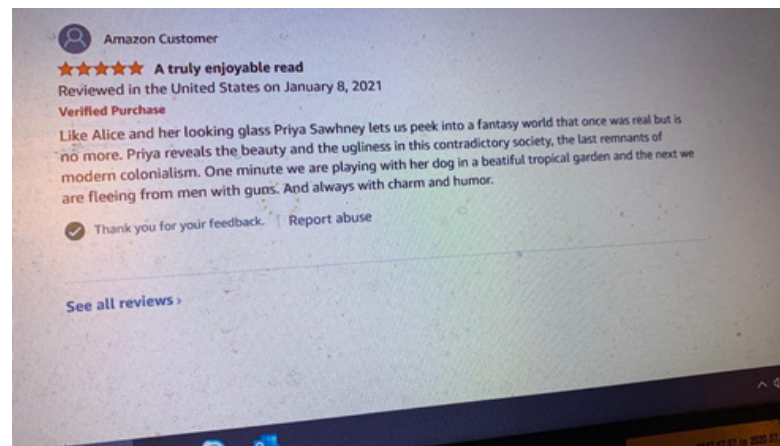 Amazon Customer
A truly enjoyable read
Reviewed in the United States on January 8, 2021
Verified Purchase
Like Alice and her looking glass Priya Sawhney lets us peek into a fantasy world that once was real but is
no more. Priya reveals the beauty and the ugliness in this contradictory society, the last remnants of
modern colonialism. One minute we are playing with her dog in a beatiful tropical garden and the next we
are fleeing from men with guns. And always with charm and humor.
Thank you for your feedback. | Report abuse
See all reviews ›